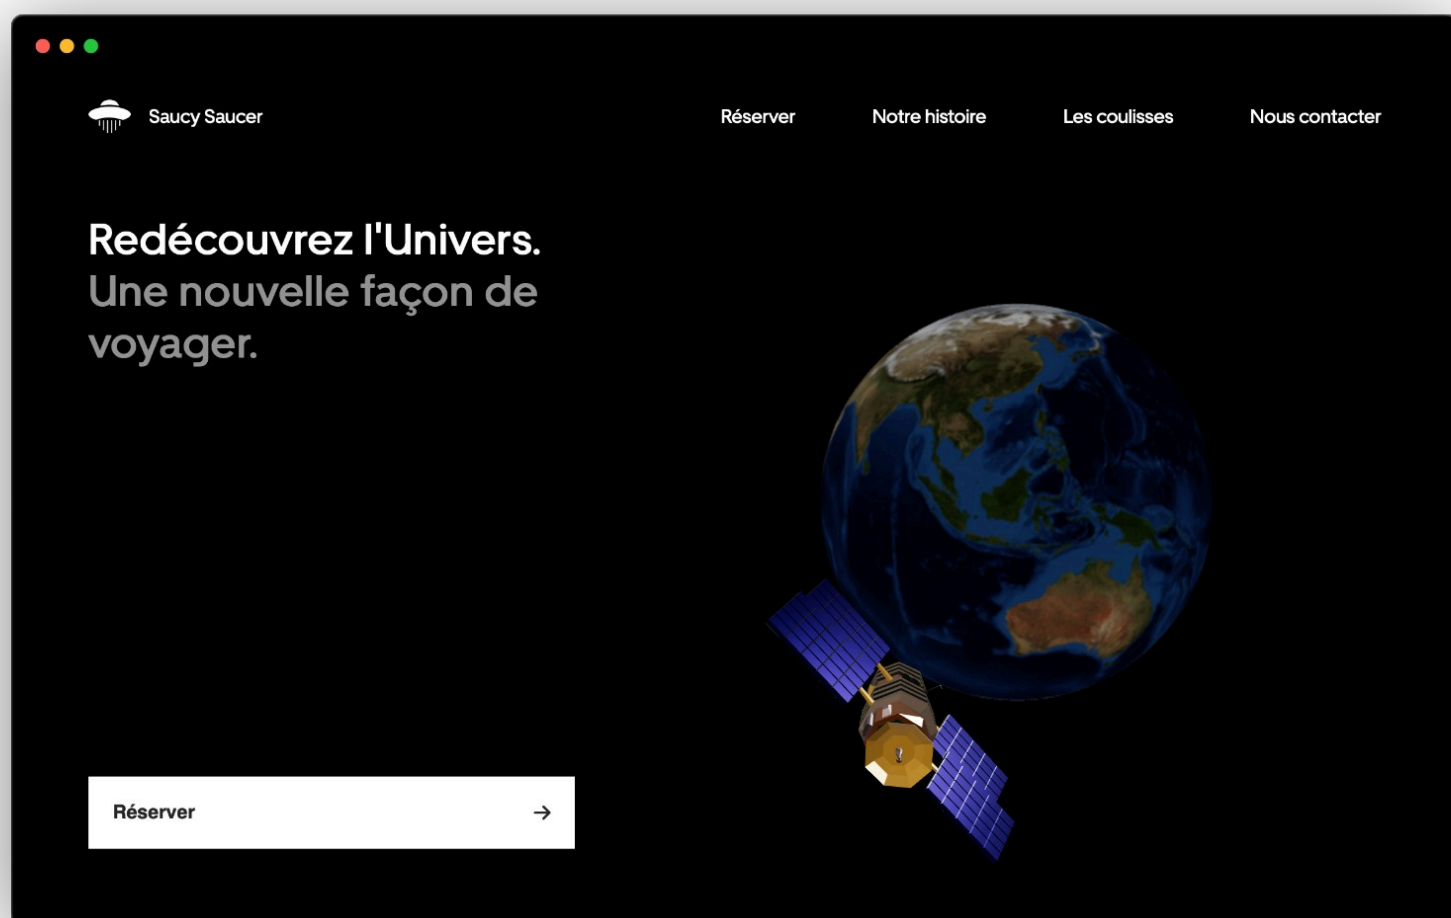 Saucy Saucer
Réserver
Notre histoire
Les coulisses
Nous contacter
Redécouvrez l'Univers.
Une nouvelle façon de
voyager.
Réserver →